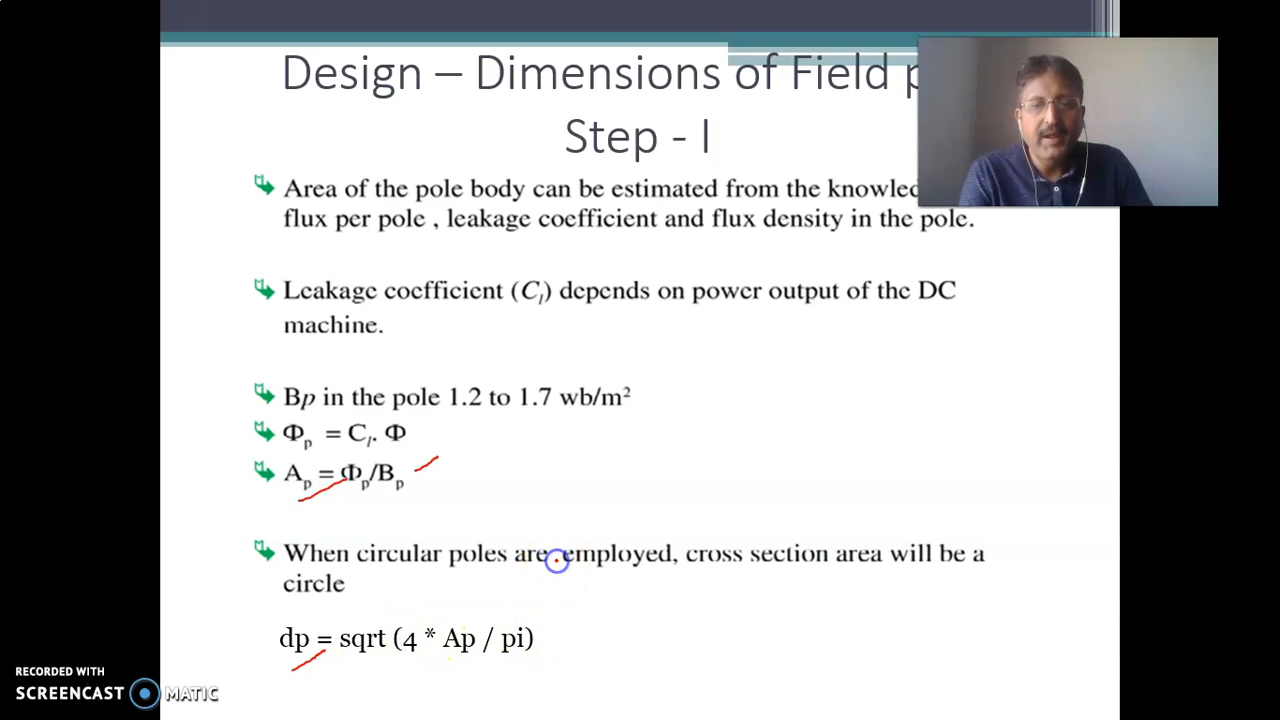 Design – Dimensions of Field
Step - I
Area of the pole body can be estimated from the
flux per pole , leakage coefficient and flux density in the pole.
Leakage coefficient (Cl) depends on power output of the DC
machine.
Bp in the pole 1.2 to 1.7 wb/m²
Φp = Cl. Φ
Ap = Φp/Bp
When circular poles are employed, cross section area will be a
circle
dp = sqrt (4 * Ap / pi)
RECORDED WITH
SCREENCAST MATIC